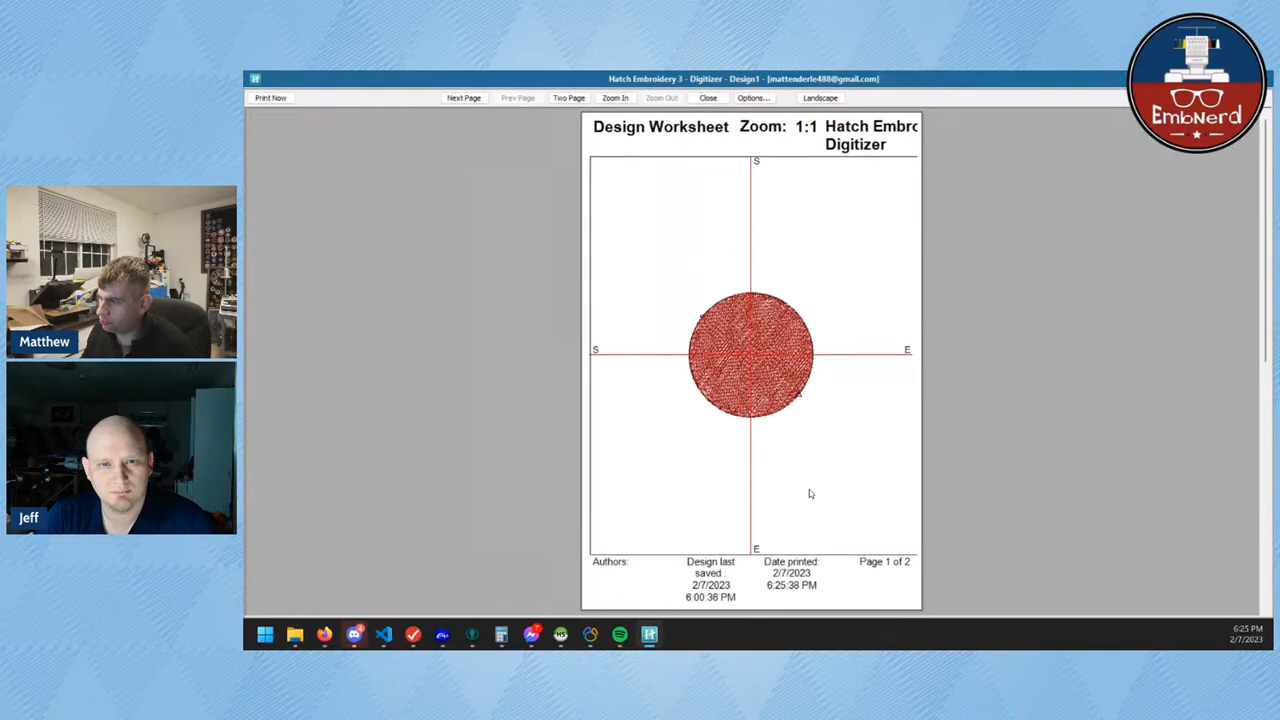 Hatch Embroidery 3 - Digitizer - Design1 - [mattenderle488@gmail.com]
Print Now
Next Page
Prev Page
Two Page
Zoom In
Zoom Out
Close
Options...
Landscape
EmbNerd
Design Worksheet Zoom: 1:1 Hatch Embro
Digitizer
S
S
E
E
Matthew
Jeff
Authors:
Design last
saved :
2/7/2023
6:00:36 PM
Date printed:
2/7/2023
6:25:38 PM
Page 1 of 2
6:25 PM
2/7/2023